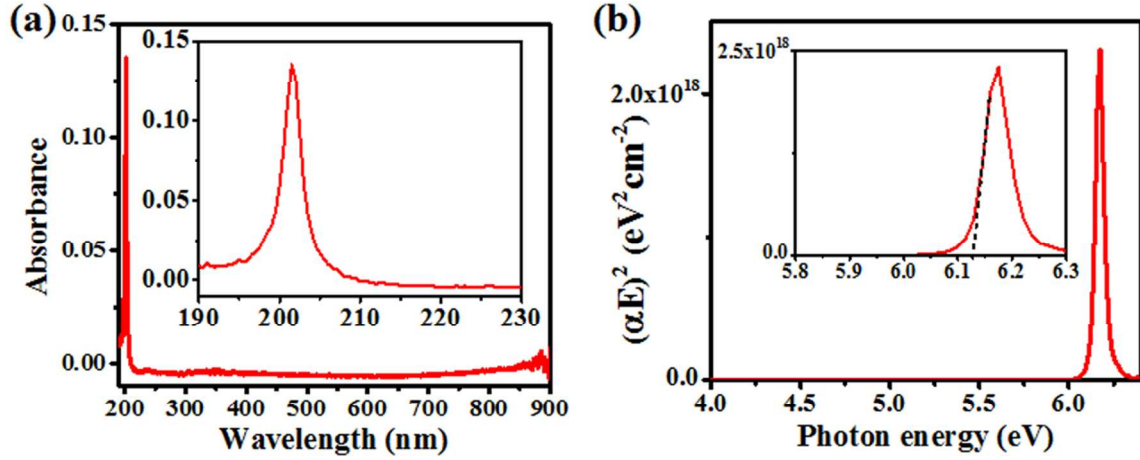 (a)
0.15
0.10
0.05
0.00
Absorbance
200 300 400 500 600 700 800 900
Wavelength (nm)
0.15
0.10
0.05
0.00
190 200 210 220 230
(b)
2.0x10¹⁸
0.0
(αE)² (eV²cm⁻²)
4.0 4.5 5.0 5.5 6.0
Photon energy (eV)
2.5x10¹⁸
0.0
5.8 5.9 6.0 6.1 6.2 6.3